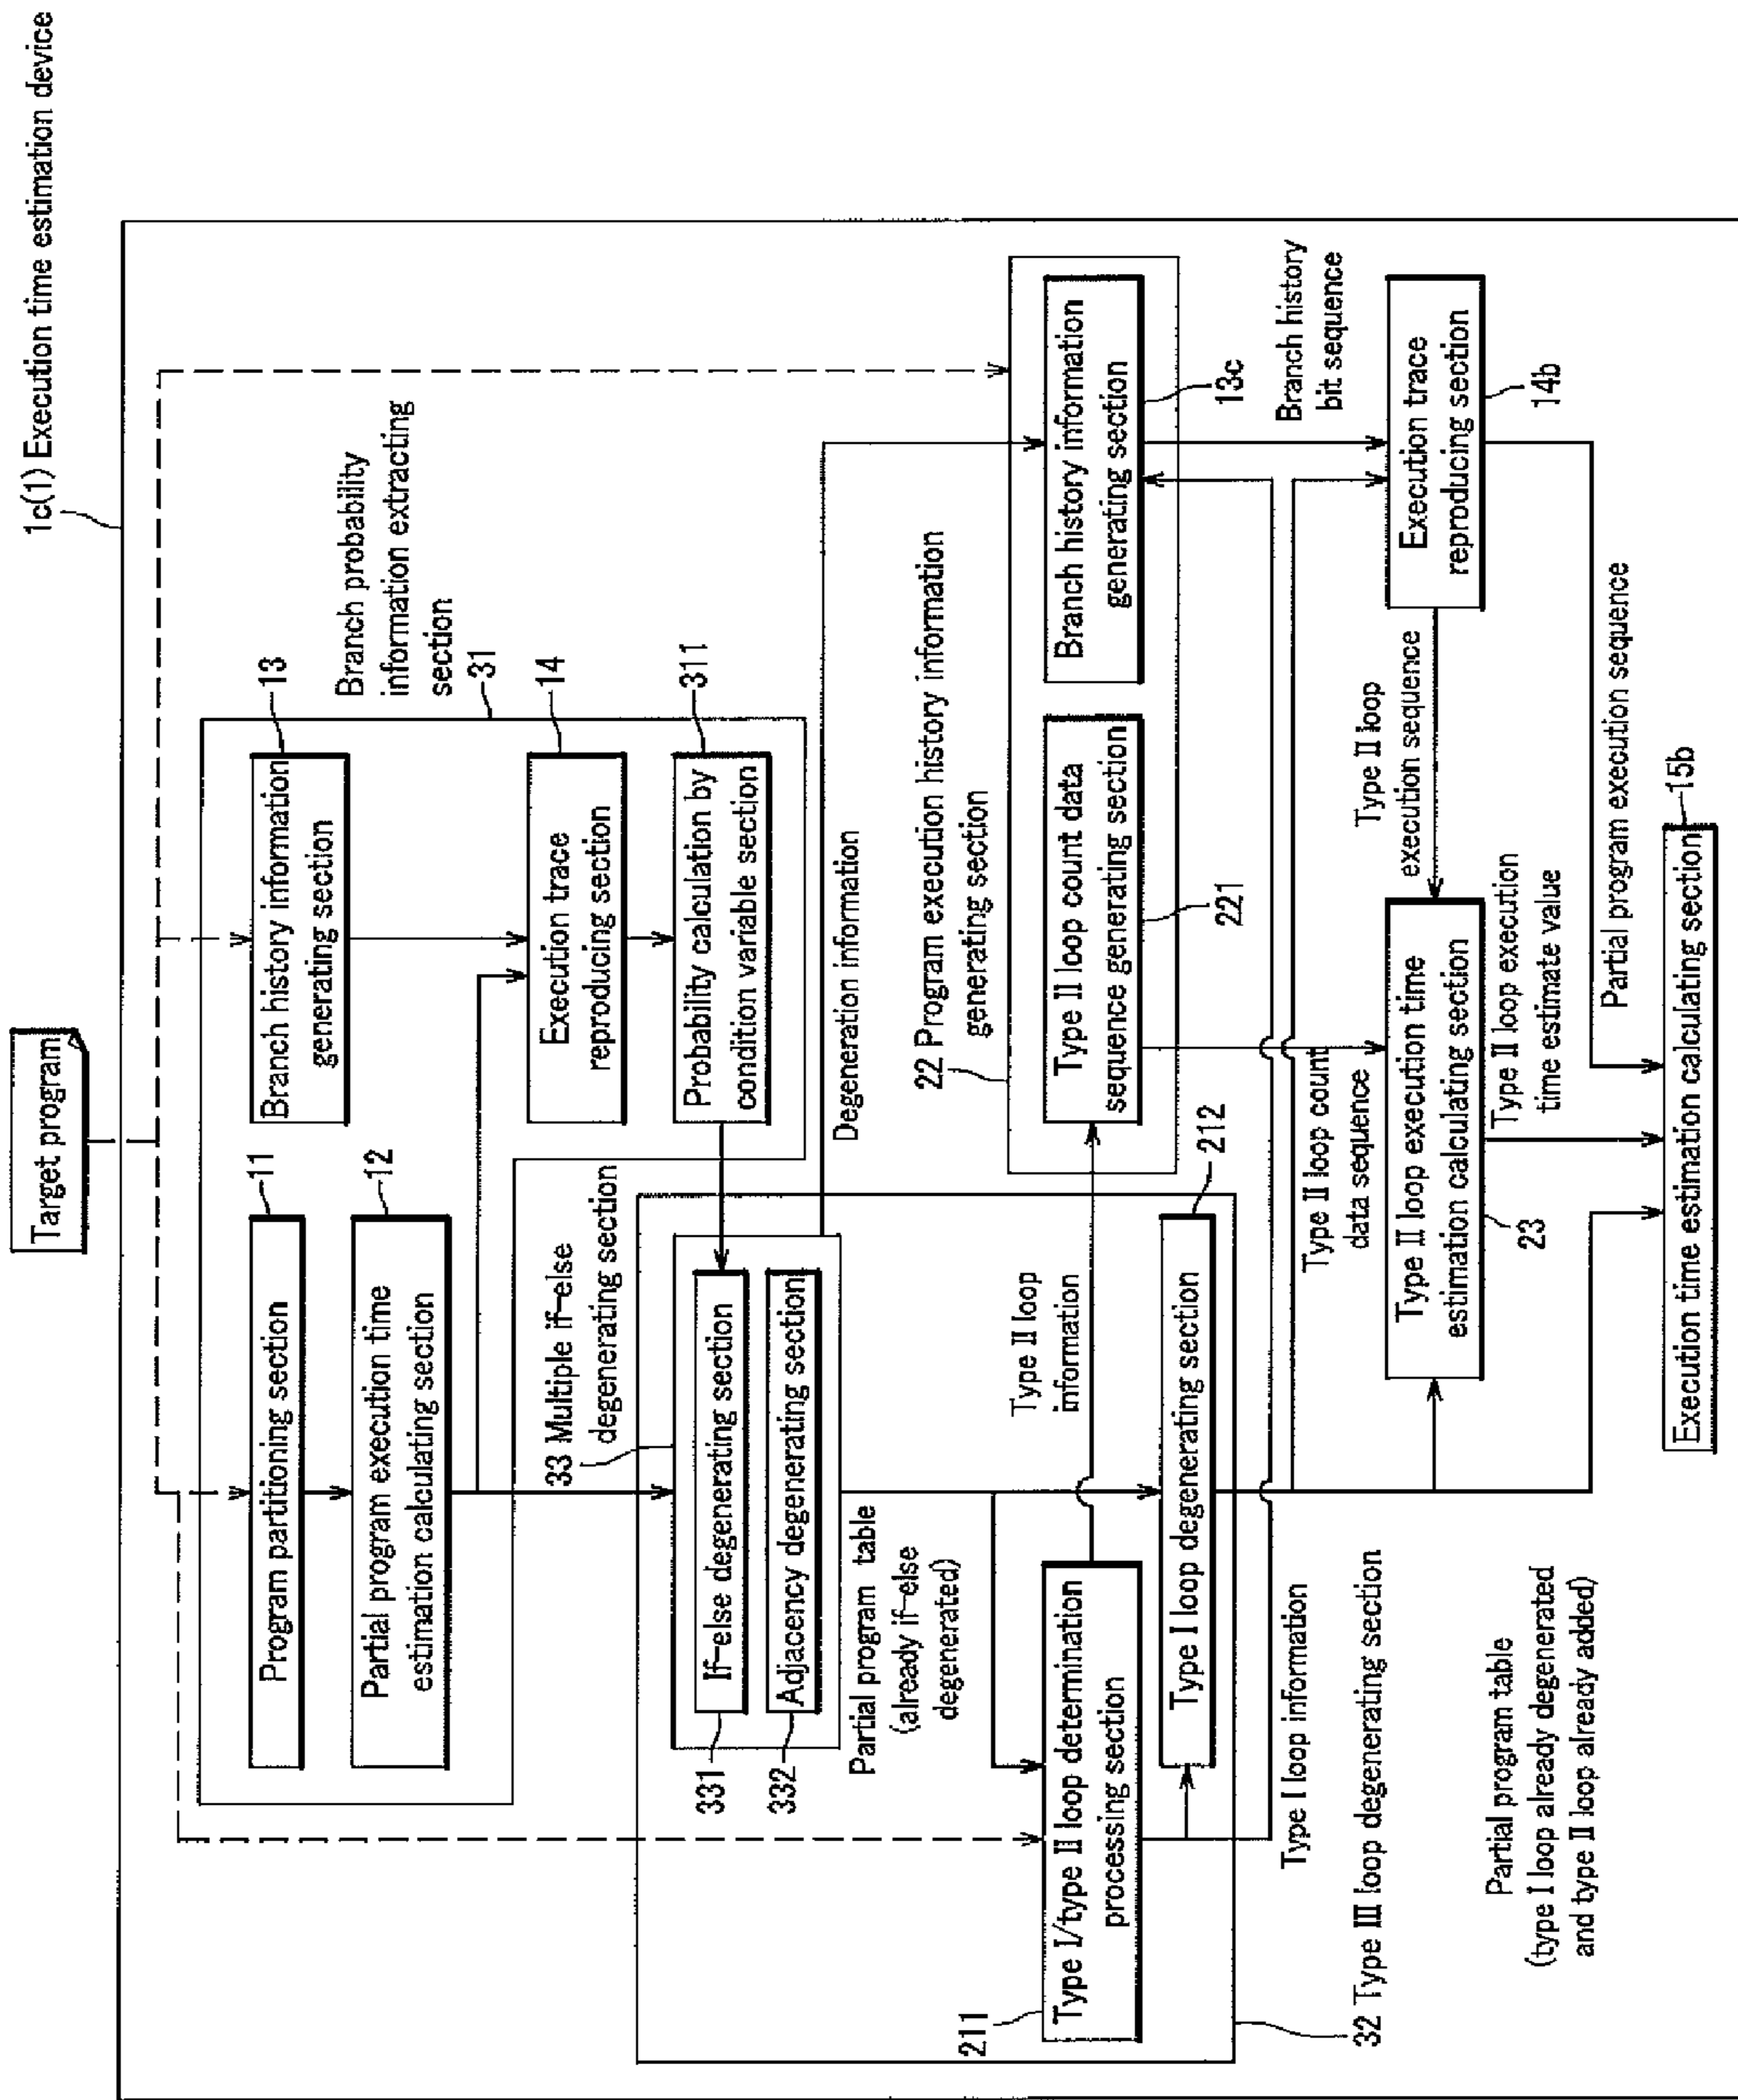 1c(1) Execution time estimation device
Target program
Branch probability
information extracting
section
31
11
Program partitioning section
12
Partial program execution time
estimation calculating section
13
Branch history information
generating section
14
Execution trace
reproducing section
311
Probability calculation by
condition variable section
33 Multiple if-else
degenerating section
If-else degenerating section
331
Adjacency degenerating section
332
Degeneration information
Partial program table
(already if-else
degenerated)
22 Program execution history information
generating section
Type II loop count data
sequence generating section
221
Branch history information
generating section
13c
Type II loop
information
Type I/type II loop determination
processing section
211
Type I loop degenerating section
212
Type I loop information
32 Type III loop degenerating section
Type II loop count
data sequence
Branch history
bit sequence
Type II loop
execution sequence
Execution trace
reproducing section
14b
Type II loop execution time
estimation calculating section
23
Type II loop execution
time estimate value
Partial program execution sequence
Partial program table
(type I loop already degenerated
and type II loop already added)
Execution time estimation calculating section
15b